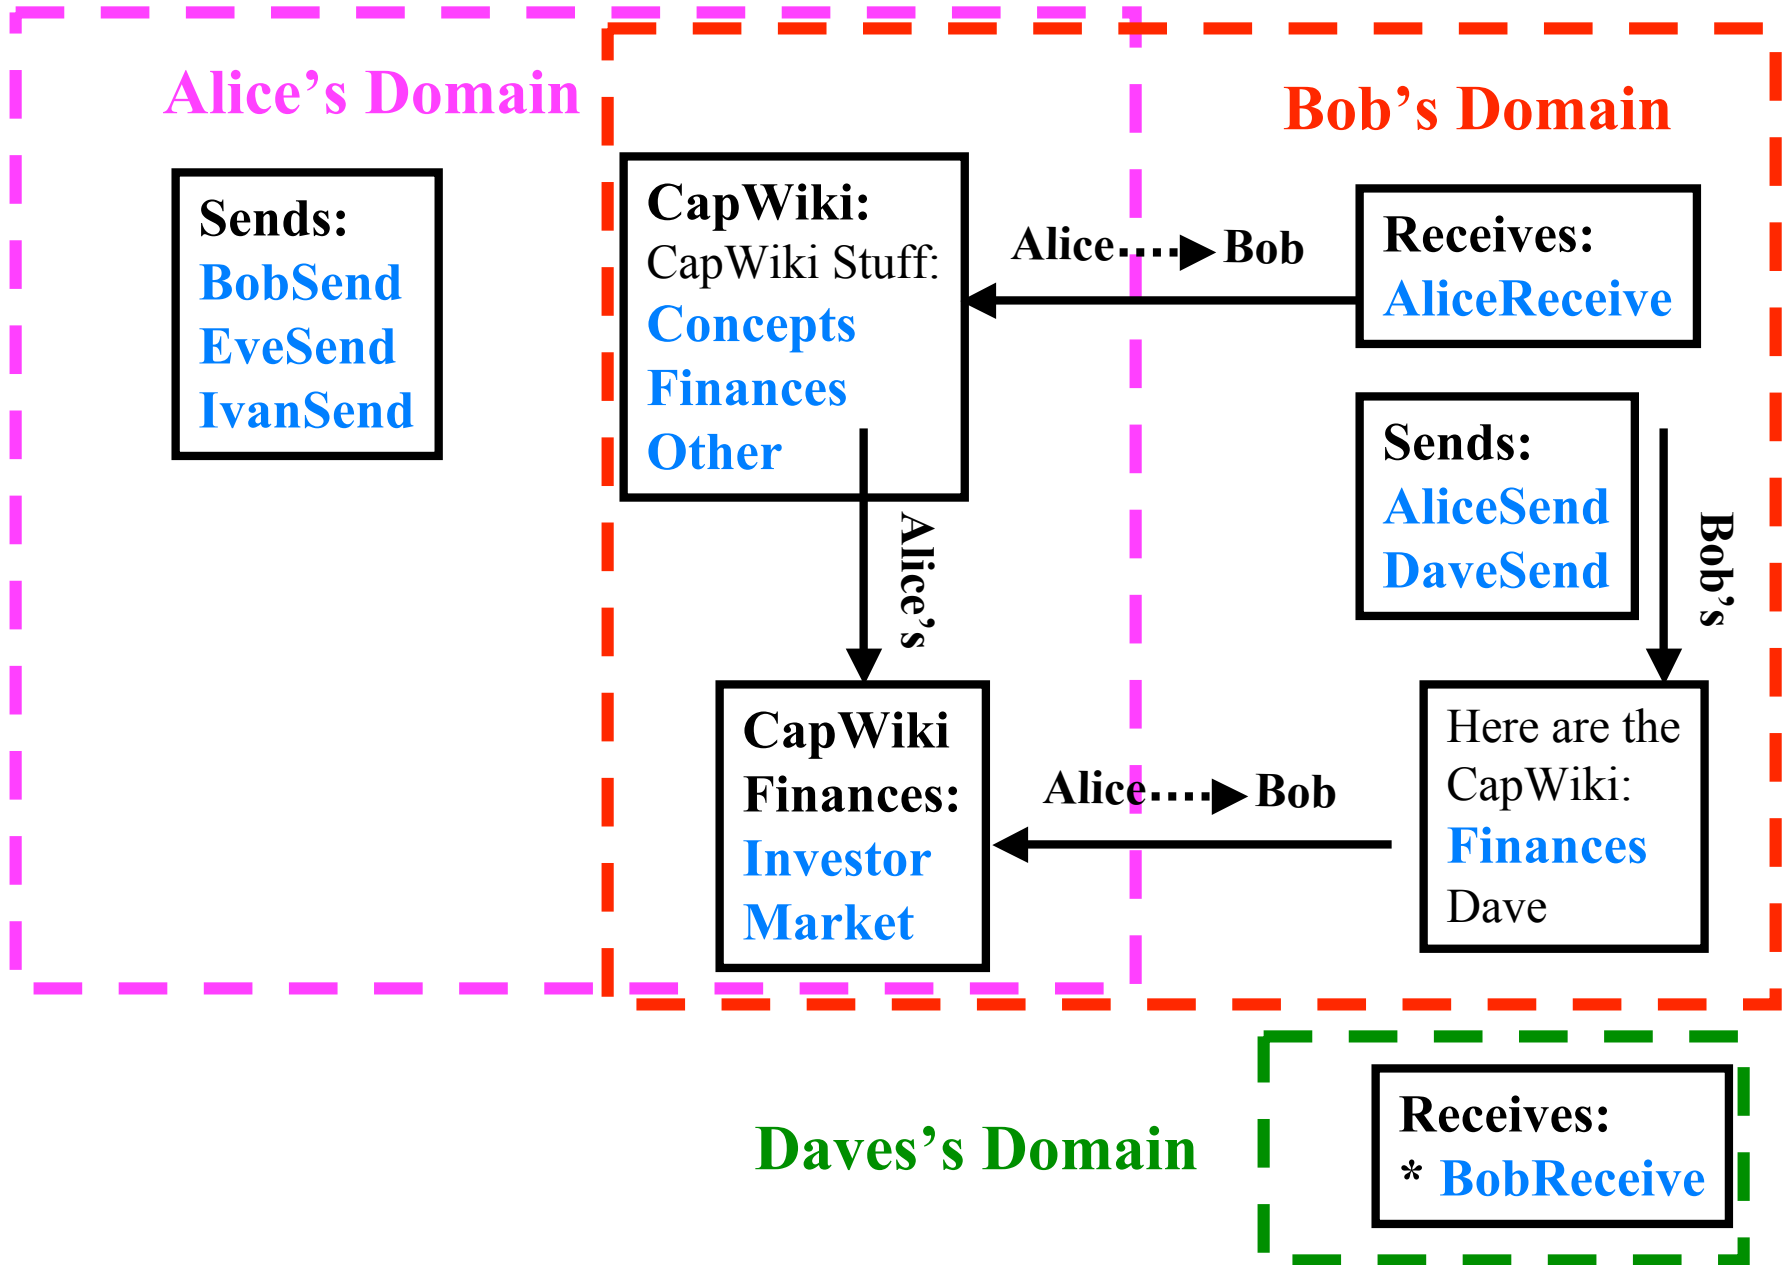 Alice’s Domain
Bob’s Domain
Sends:
BobSend
EveSend
IvanSend
CapWiki:
CapWiki Stuff:
Concepts
Finances
Other
Alice
Bob
Receives:
AliceReceive
Sends:
AliceSend
DaveSend
Alice’s
Bob’s
CapWiki
Finances:
Investor
Market
Alice
Bob
Here are the
CapWiki:
Finances
Dave
Daves’s Domain
Receives:
* BobReceive